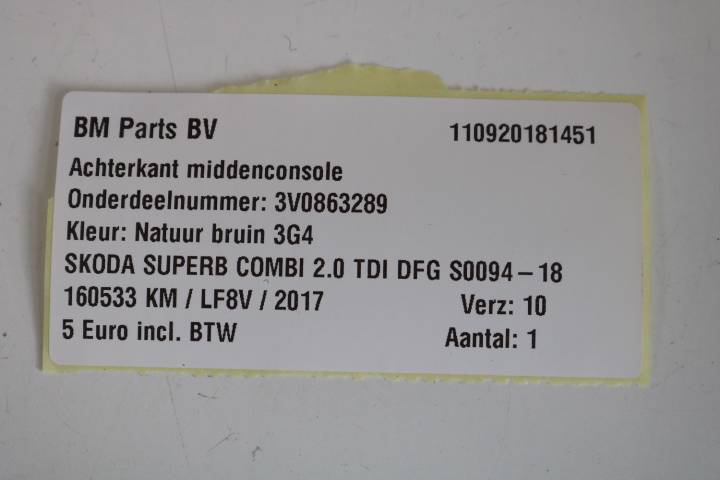 BM Parts BV 110920181451
Achterkant middenconsole
Onderdeelnummer: 3V0863289
Kleur: Natuur bruin 3G4
SKODA SUPERB COMBI 2.0 TDI DFG S0094-18
160533 KM / LF8V / 2017 Verz: 10
5 Euro incl. BTW Aantal: 1